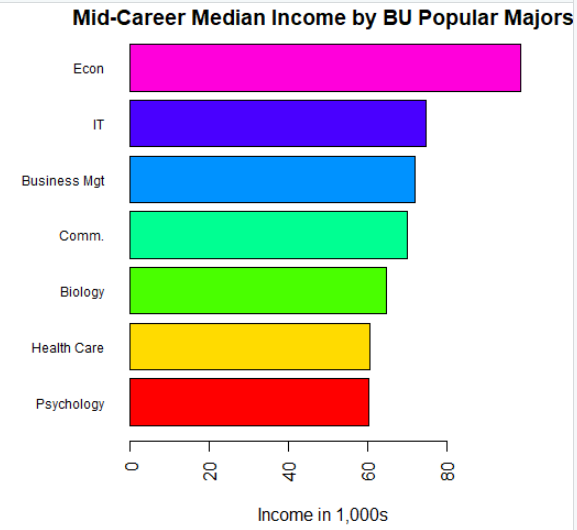 Mid-Career Median Income by BU Popular Majors
Econ
IT
Business Mgt
Comm.
Biology
Health Care
Psychology
0 20 40 60 80
Income in 1,000s